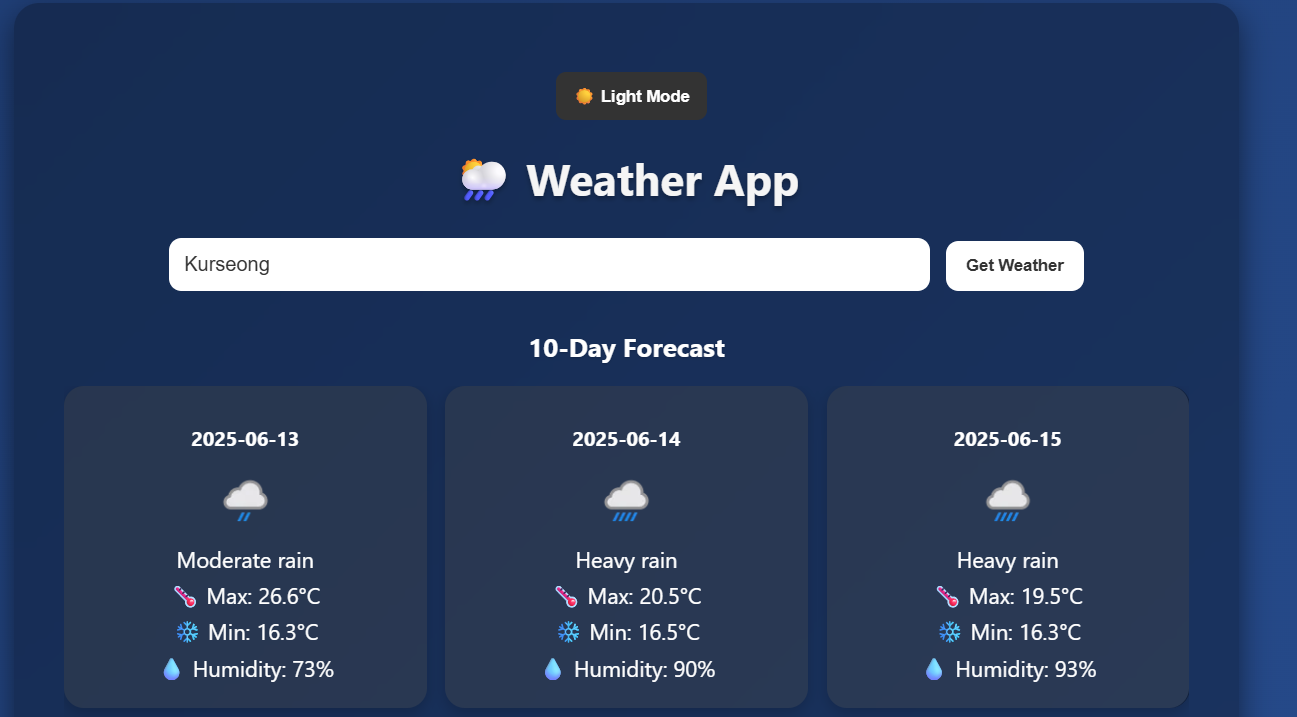 Light Mode
Weather App
Kurseong
Get Weather
10-Day Forecast
2025-06-13
Moderate rain
Max: 26.6°C
Min: 16.3°C
Humidity: 73%
2025-06-14
Heavy rain
Max: 20.5°C
Min: 16.5°C
Humidity: 90%
2025-06-15
Heavy rain
Max: 19.5°C
Min: 16.3°C
Humidity: 93%